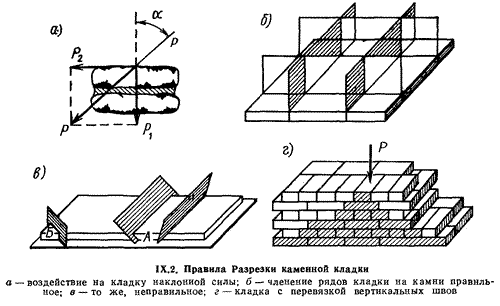 а)
α
P
P₂
P
P₁
б)
в)
Б
А
г)
P
IX.2. Правила Разрезки каменной кладки
а — воздействие на кладку наклонной силы; б — членение рядов кладки на камни правиль-
ное; в — то же, неправильное; г — кладка с перевязкой вертикальных швов